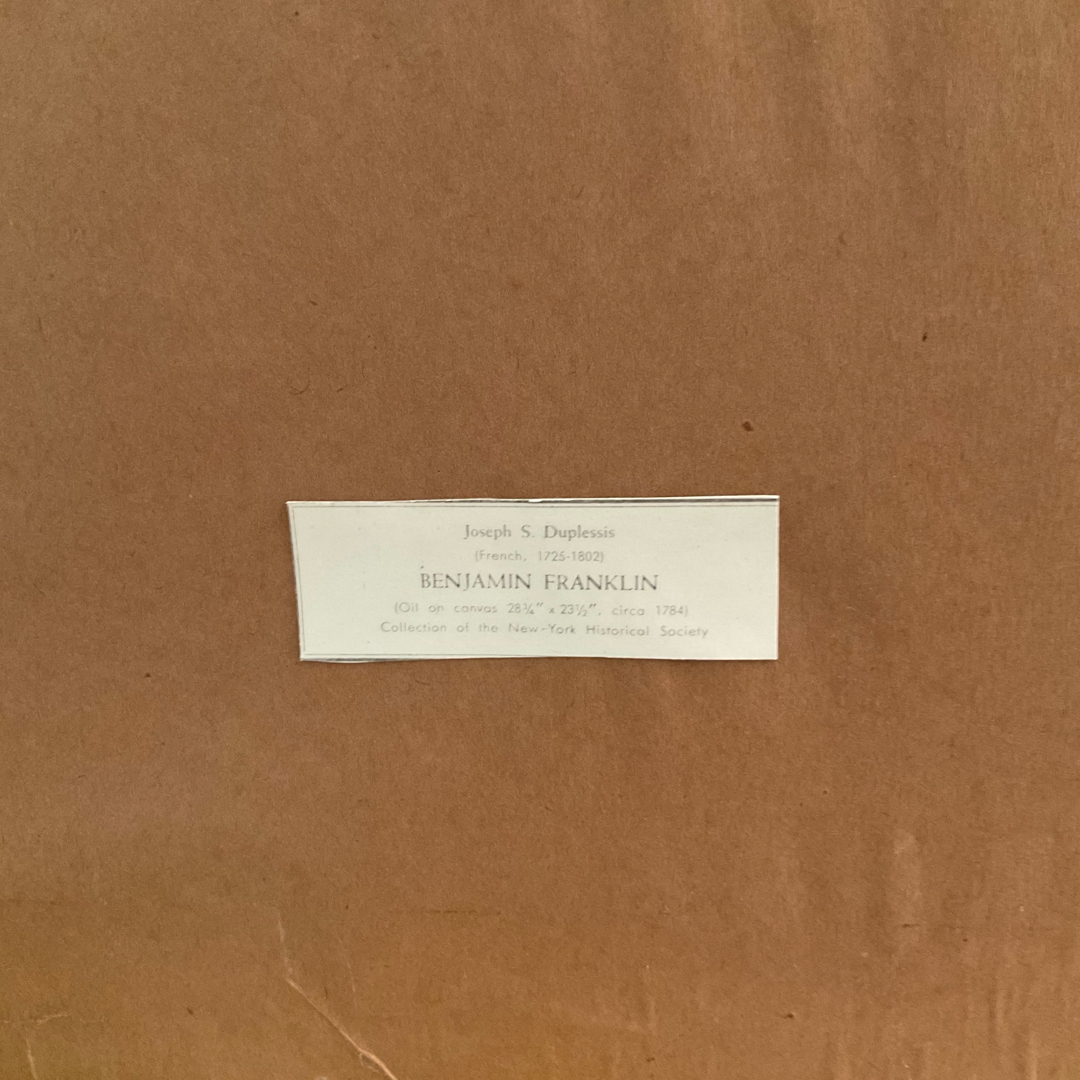 Joseph S. Duplessis
(French, 1725-1802)
BENJAMIN FRANKLIN
(Oil on canvas 28¾" x 23½", circa 1784)
Collection of the New-York Historical Society